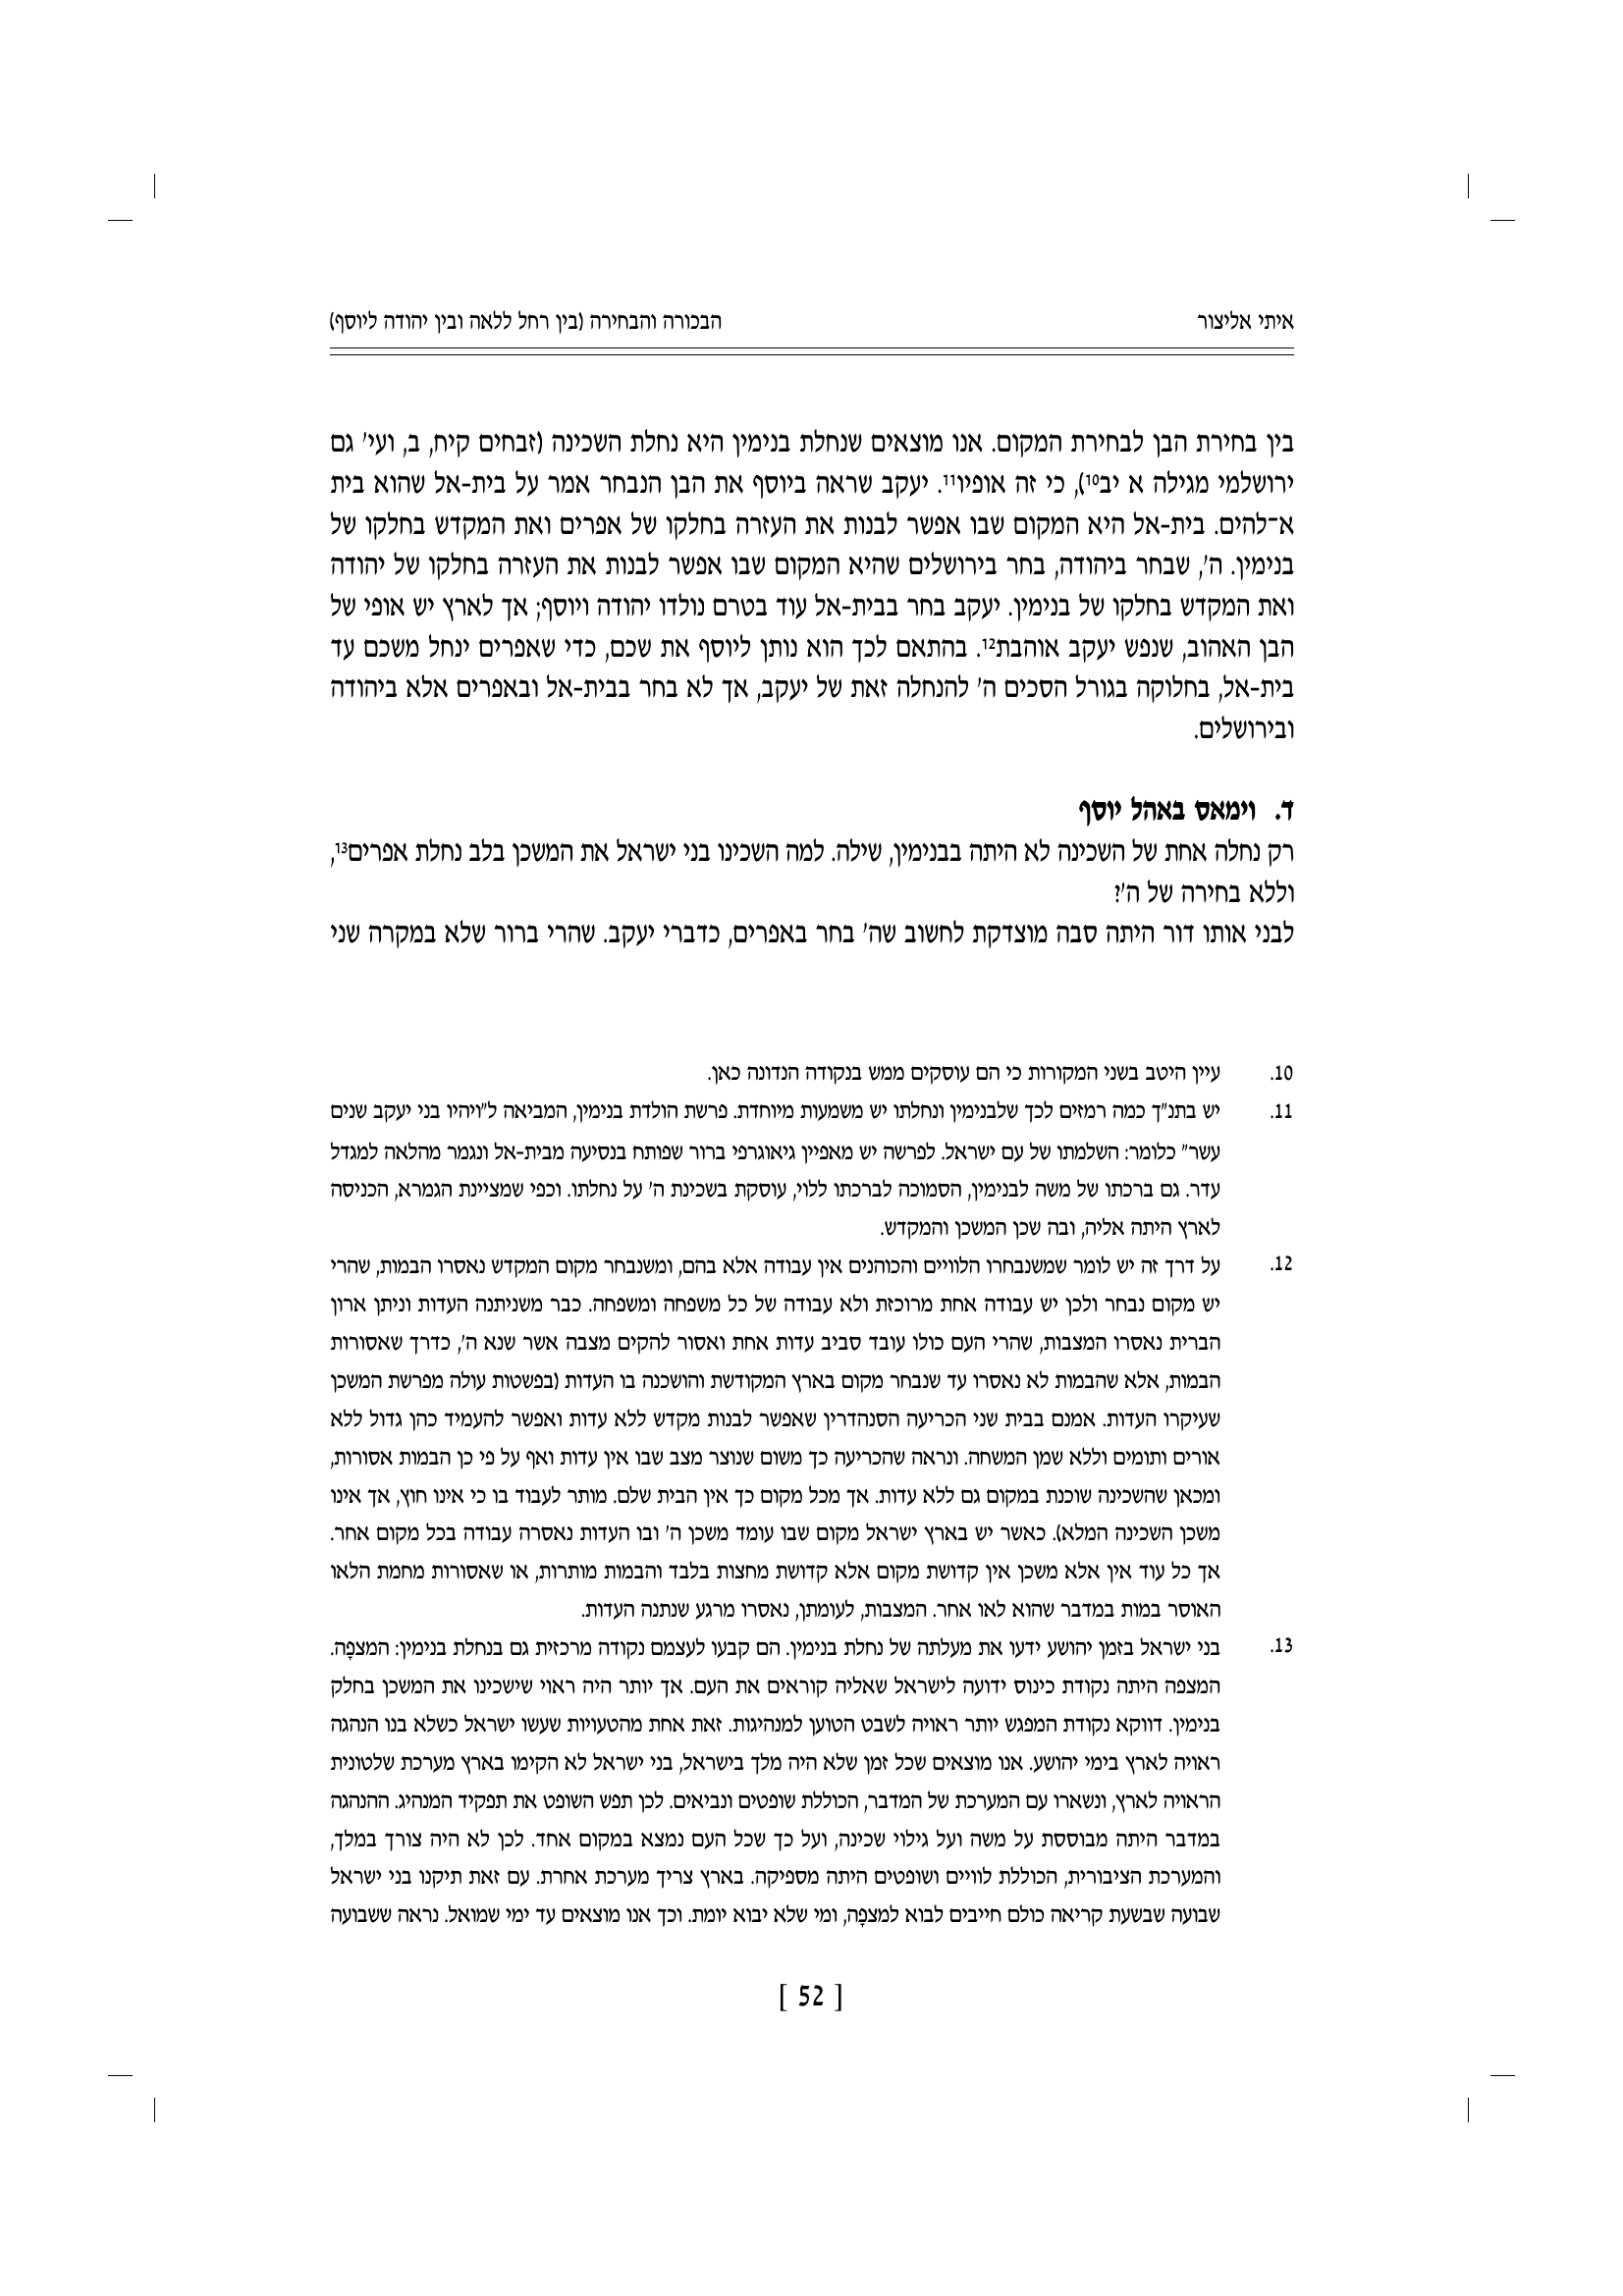 איתי אליצור
הבכורה והבחירה (בין רחל ללאה ובין יהודה ליוסף)
בין בחירת הבן לבחירת המקום. אנו מוצאים שנחלת בנימין היא נחלת השכינה (זבחים קיח, ב, ועי' גם
ירושלמי מגילה א יב10), כי זה אופיו11. יעקב שראה ביוסף את הבן הנבחר אמר על בית-אל שהוא בית
א־להים. בית-אל היא המקום שבו אפשר לבנות את העזרה בחלקו של אפרים ואת המקדש בחלקו של
בנימין. ה', שבחר ביהודה, בחר בירושלים שהיא המקום שבו אפשר לבנות את העזרה בחלקו של יהודה
ואת המקדש בחלקו של בנימין. יעקב בחר בבית-אל עוד בטרם נולדו יהודה ויוסף; אך לארץ יש אופי של
הבן האהוב, שנפש יעקב אוהבת12. בהתאם לכך הוא נותן ליוסף את שכם, כדי שאפרים ינחל משכם עד
בית-אל, בחלוקה בגורל הסכים ה' להנחלה זאת של יעקב, אך לא בחר בבית-אל ובאפרים אלא ביהודה
ובירושלים.
ד. וימאס באהל יוסף
רק נחלה אחת של השכינה לא היתה בבנימין, שילה. למה השכינו בני ישראל את המשכן בלב נחלת אפרים13,
וללא בחירה של ה'?
לבני אותו דור היתה סבה מוצדקת לחשוב שה' בחר באפרים, כדברי יעקב. שהרי ברור שלא במקרה שני
10. עיין היטב בשני המקורות כי הם עוסקים ממש בנקודה הנדונה כאן.
11. יש בתנ"ך כמה רמזים לכך שלבנימין ונחלתו יש משמעות מיוחדת. פרשת הולדת בנימין, המביאה ל"ויהיו בני יעקב שנים
עשר" כלומר: השלמתו של עם ישראל. לפרשה יש מאפיין גיאוגרפי ברור שפותח בנסיעה מבית-אל ונגמר מהלאה למגדל
עדר. גם ברכתו של משה לבנימין, הסמוכה לברכתו ללוי, עוסקת בשכינת ה' על נחלתו. וכפי שמציינת הגמרא, הכניסה
לארץ היתה אליה, ובה שכן המשכן והמקדש.
12. על דרך זה יש לומר שמשנבחרו הלוויים והכוהנים אין עבודה אלא בהם, ומשנבחר מקום המקדש נאסרו הבמות, שהרי
יש מקום נבחר ולכן יש עבודה אחת מרוכזת ולא עבודה של כל משפחה ומשפחה. כבר משניתנה העדות וניתן ארון
הברית נאסרו המצבות, שהרי העם כולו עובד סביב עדות אחת ואסור להקים מצבה אשר שנא ה', כדרך שאסורות
הבמות, אלא שהבמות לא נאסרו עד שנבחר מקום בארץ המקודשת והושכנה בו העדות (בפשטות עולה מפרשת המשכן
שעיקרו העדות. אמנם בבית שני הכריעה הסנהדרין שאפשר לבנות מקדש ללא עדות ואפשר להעמיד כהן גדול ללא
אורים ותומים וללא שמן המשחה. ונראה שהכריעה כך משום שנוצר מצב שבו אין עדות ואף על פי כן הבמות אסורות,
ומכאן שהשכינה שוכנת במקום גם ללא עדות. אך מכל מקום כך אין הבית שלם. מותר לעבוד בו כי אינו חוץ, אך אינו
משכן השכינה המלא). כאשר יש בארץ ישראל מקום שבו עומד משכן ה' ובו העדות נאסרה עבודה בכל מקום אחר.
אך כל עוד אין אלא משכן אין קדושת מקום אלא קדושת מחצות בלבד והבמות מותרות, או שאסורות מחמת הלאו
האוסר במות במדבר שהוא לאו אחר. המצבות, לעומתן, נאסרו מרגע שנתנה העדות.
13. בני ישראל בזמן יהושע ידעו את מעלתה של נחלת בנימין. הם קבעו לעצמם נקודה מרכזית גם בנחלת בנימין: המצפָה.
המצפה היתה נקודת כינוס ידועה לישראל שאליה קוראים את העם. אך יותר היה ראוי שישכינו את המשכן בחלק
בנימין. דווקא נקודת המפגש יותר ראויה לשבט הטוען למנהיגות. זאת אחת מהטעויות שעשו ישראל כשלא בנו הנהגה
ראויה לארץ בימי יהושע. אנו מוצאים שכל זמן שלא היה מלך בישראל, בני ישראל לא הקימו בארץ מערכת שלטונית
הראויה לארץ, ונשארו עם המערכת של המדבר, הכוללת שופטים ונביאים. לכן תפש השופט את תפקיד המנהיג. ההנהגה
במדבר היתה מבוססת על משה ועל גילוי שכינה, ועל כך שכל העם נמצא במקום אחד. לכן לא היה צורך במלך,
והמערכת הציבורית, הכוללת לוויים ושופטים היתה מספיקה. בארץ צריך מערכת אחרת. עם זאת תיקנו בני ישראל
שבועה שבשעת קריאה כולם חייבים לבוא למצפָה, ומי שלא יבוא יומת. וכך אנו מוצאים עד ימי שמואל. נראה ששבועה
[ 52 ]